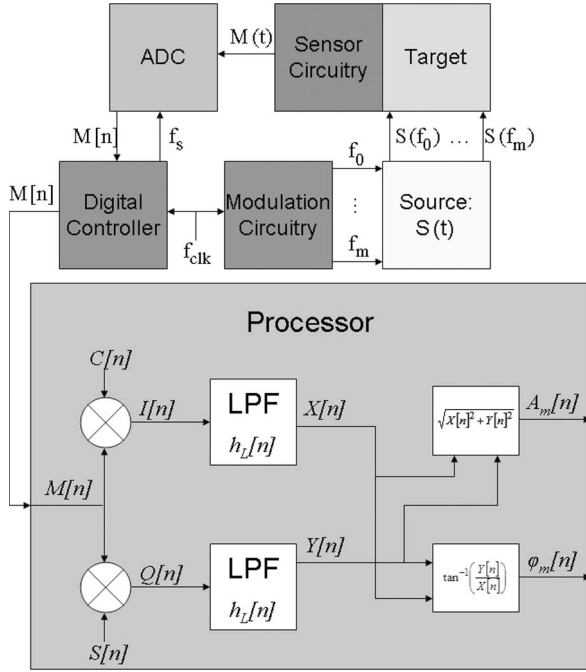 ADC
M(t)
Sensor
Circuitry
Target
M[n]
f_s
S(f_0) … S(f_m)
M[n]
Digital
Controller
f_clk
Modulation
Circuitry
f_0
⋮
f_m
Source:
S(t)
Processor
C[n]
I[n]
LPF
h_L[n]
X[n]
√X[n]²+Y[n]²
A_m[n]
M[n]
Q[n]
LPF
h_L[n]
Y[n]
tan⁻¹(Y[n]/X[n])
φ_m[n]
S[n]